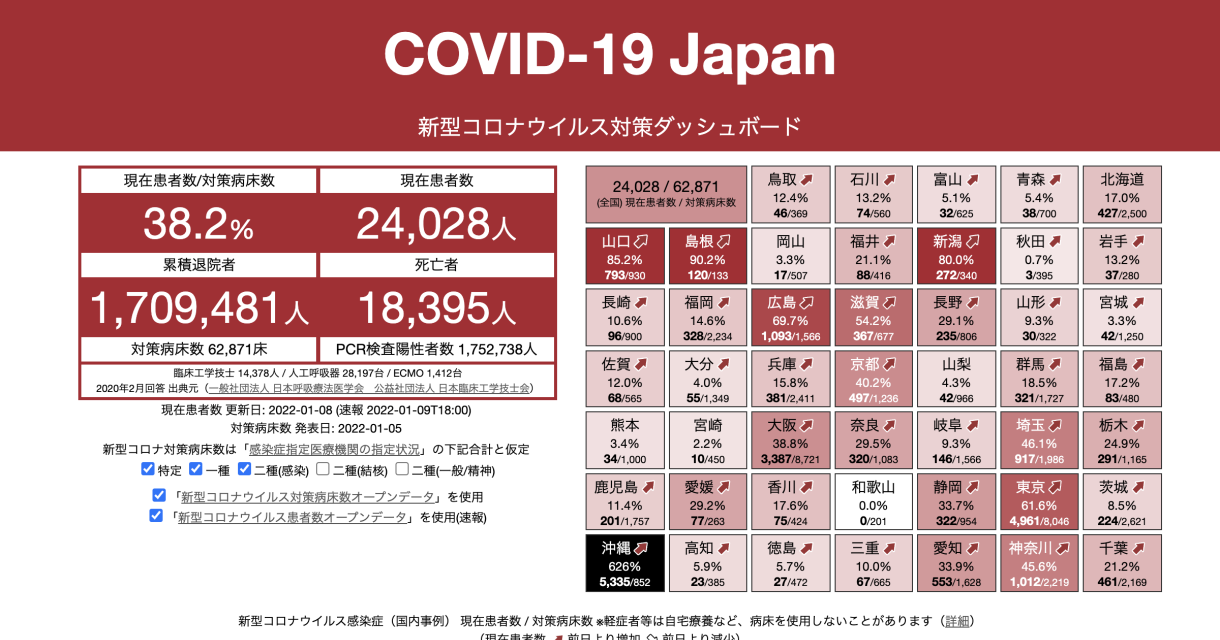 COVID-19 Japan
新型コロナウイルス対策ダッシュボード
現在患者数/対策病床数
現在患者数
38.2%
24,028人
累積退院者
死亡者
1,709,481人
18,395人
対策病床数 62,871床
PCR検査陽性者数 1,752,738人
臨床工学技士 14,378人 / 人工呼吸器 28,197台 / ECMO 1,412台
2020年2月回答 出典元（一般社団法人 日本呼吸療法医学会　公益社団法人 日本臨床工学技士会）
現在患者数 更新日: 2022-01-08 (速報 2022-01-09T18:00)
対策病床数 発表日: 2022-01-05
新型コロナ対策病床数は「感染症指定医療機関の指定状況」の下記合計と仮定
特定 一種 二種(感染) 二種(結核) 二種(一般/精神)
「新型コロナウイルス対策病床数オープンデータ」を使用
「新型コロナウイルス患者数オープンデータ」を使用(速報)
24,028 / 62,871
(全国) 現在患者数 / 対策病床数
鳥取
12.4%
46/369
石川
13.2%
74/560
富山
5.1%
32/625
青森
5.4%
38/700
北海道
17.0%
427/2,500
山口
85.2%
793/930
島根
90.2%
120/133
岡山
3.3%
17/507
福井
21.1%
88/416
新潟
80.0%
272/340
秋田
0.7%
3/395
岩手
13.2%
37/280
長崎
10.6%
96/900
福岡
14.6%
328/2,234
広島
69.7%
1,093/1,566
滋賀
54.2%
367/677
長野
29.1%
235/806
山形
9.3%
30/322
宮城
3.3%
42/1,250
佐賀
12.0%
68/565
大分
4.0%
55/1,349
兵庫
15.8%
381/2,411
京都
40.2%
497/1,236
山梨
4.3%
42/966
群馬
18.5%
321/1,727
福島
17.2%
83/480
熊本
3.4%
34/1,000
宮崎
2.2%
10/450
大阪
38.8%
3,387/8,721
奈良
29.5%
320/1,083
岐阜
9.3%
146/1,566
埼玉
46.1%
917/1,986
栃木
24.9%
291/1,165
鹿児島
11.4%
201/1,757
愛媛
29.2%
77/263
香川
17.6%
75/424
和歌山
0.0%
0/201
静岡
33.7%
322/954
東京
61.6%
4,961/8,046
茨城
8.5%
224/2,621
沖縄
626%
5,335/852
高知
5.9%
23/385
徳島
5.7%
27/472
三重
10.0%
67/665
愛知
33.9%
553/1,628
神奈川
45.6%
1,012/2,219
千葉
21.2%
461/2,169
新型コロナウイルス感染症（国内事例） 現在患者数 / 対策病床数 ※軽症者等は自宅療養など、病床を使用しないことがあります（詳細）
（現在患者数 前日より増加 前日より減少）